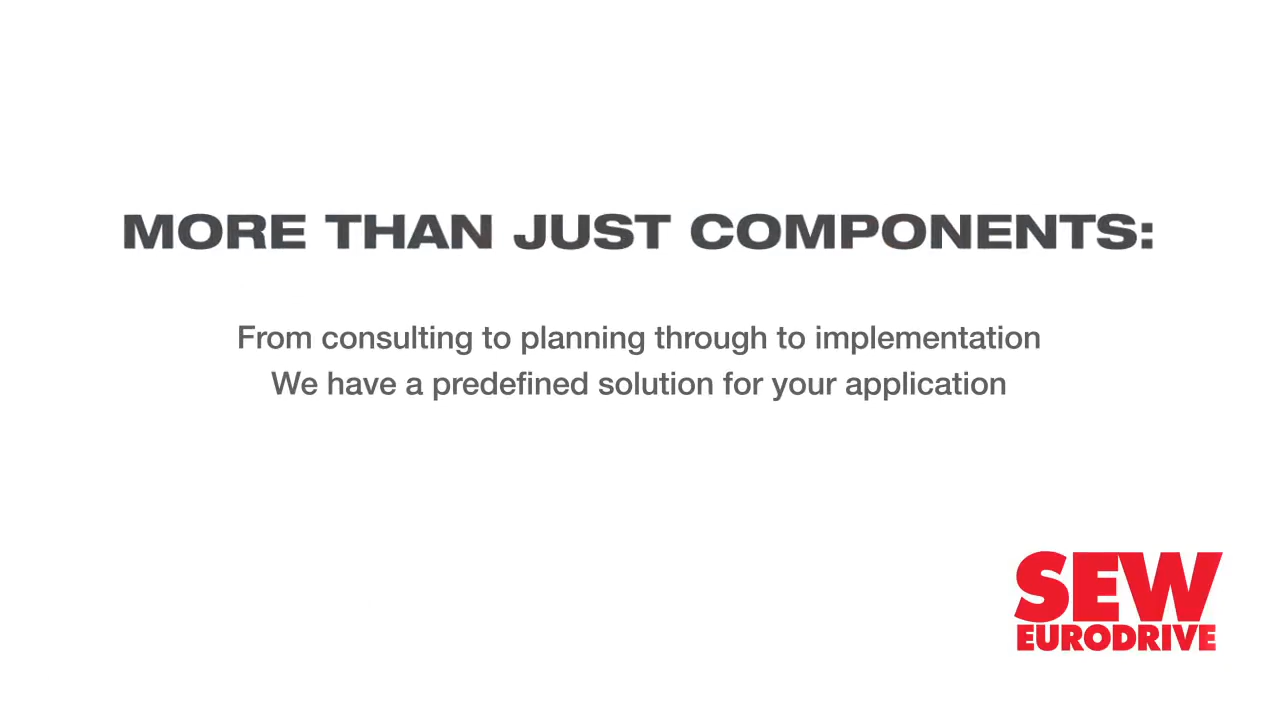 MORE THAN JUST COMPONENTS:
From consulting to planning through to implementation
We have a predefined solution for your application
SEW
EURODRIVE